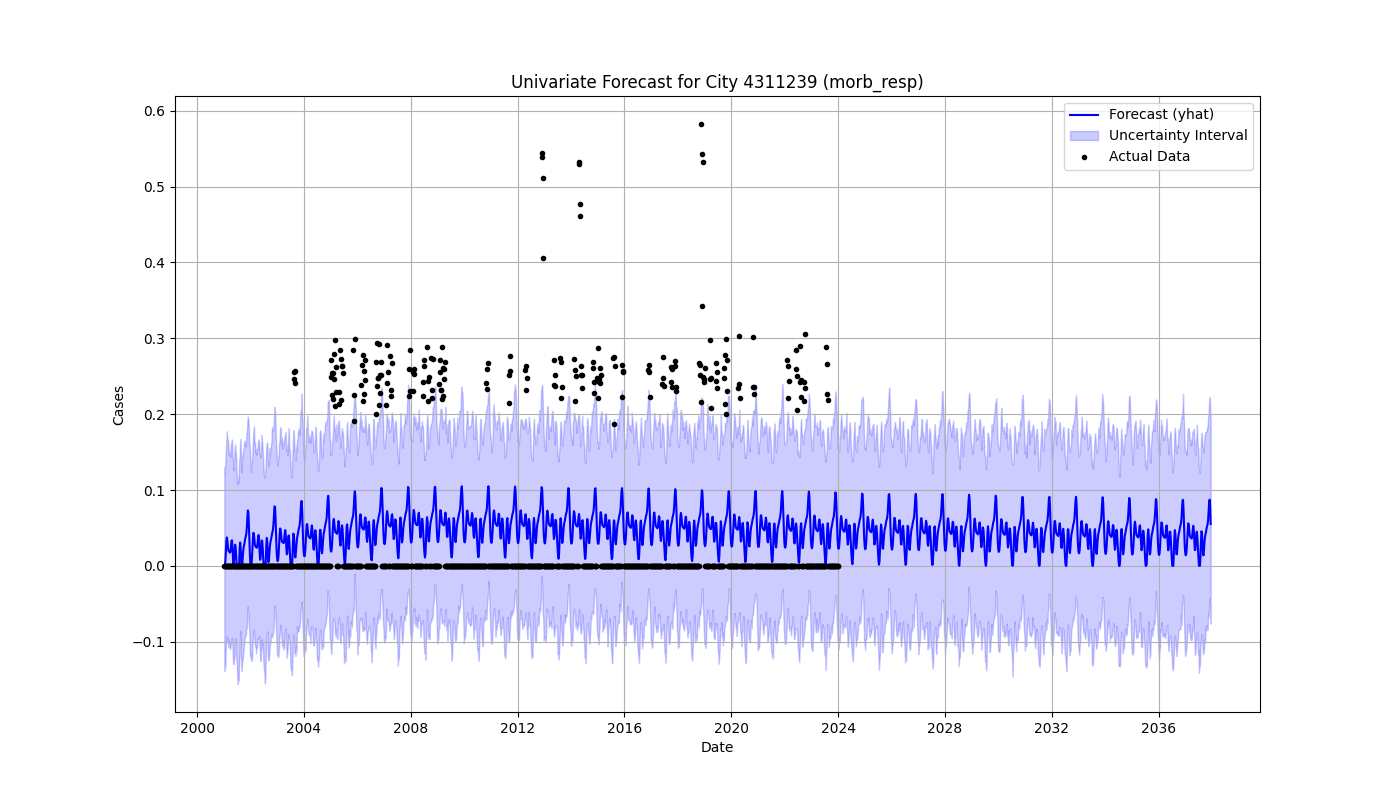 Univariate Forecast for City 4311239 (morb_resp)
Forecast (yhat)
Uncertainty Interval
Actual Data
Cases
0.6
0.5
0.4
0.3
0.2
0.1
0.0
−0.1
2000 2004 2008 2012 2016 2020 2024 2028 2032 2036
Date